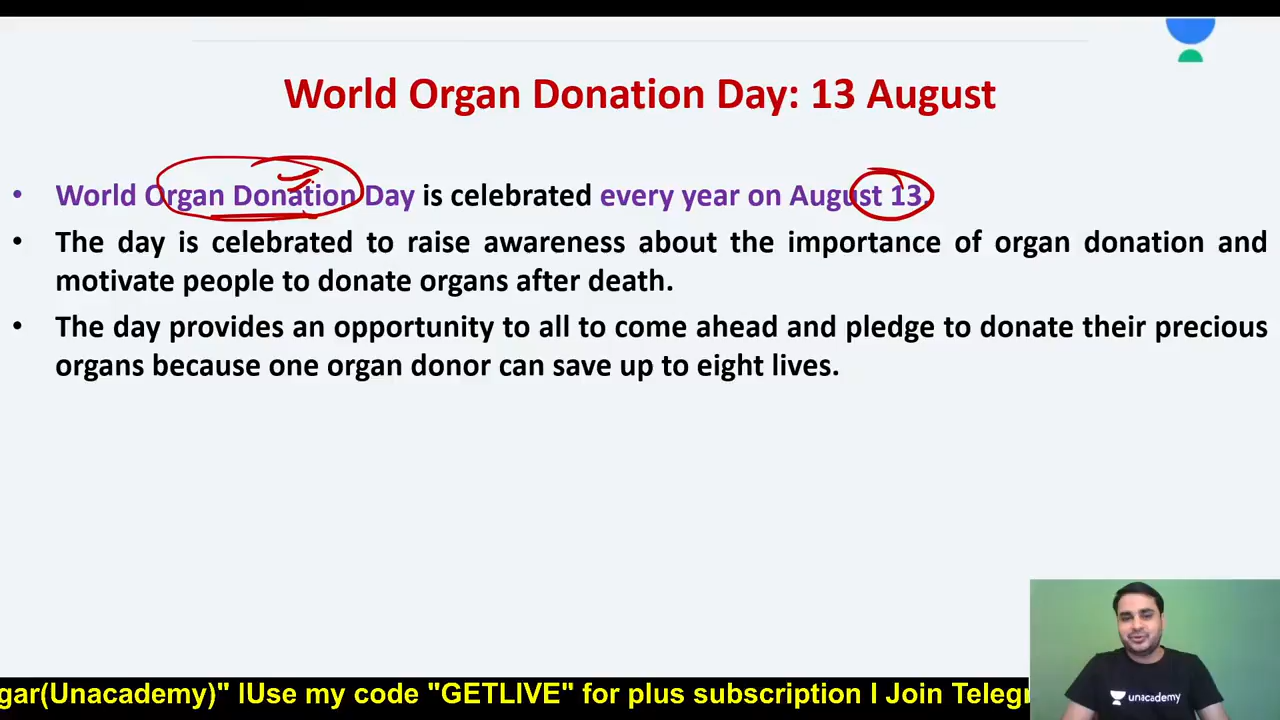 World Organ Donation Day: 13 August
• World Organ Donation Day is celebrated every year on August 13.
• The day is celebrated to raise awareness about the importance of organ donation and
motivate people to donate organs after death.
• The day provides an opportunity to all to come ahead and pledge to donate their precious
organs because one organ donor can save up to eight lives.
unacademy
gar(Unacademy)" lUse my code "GETLIVE" for plus subscription l Join Telegr